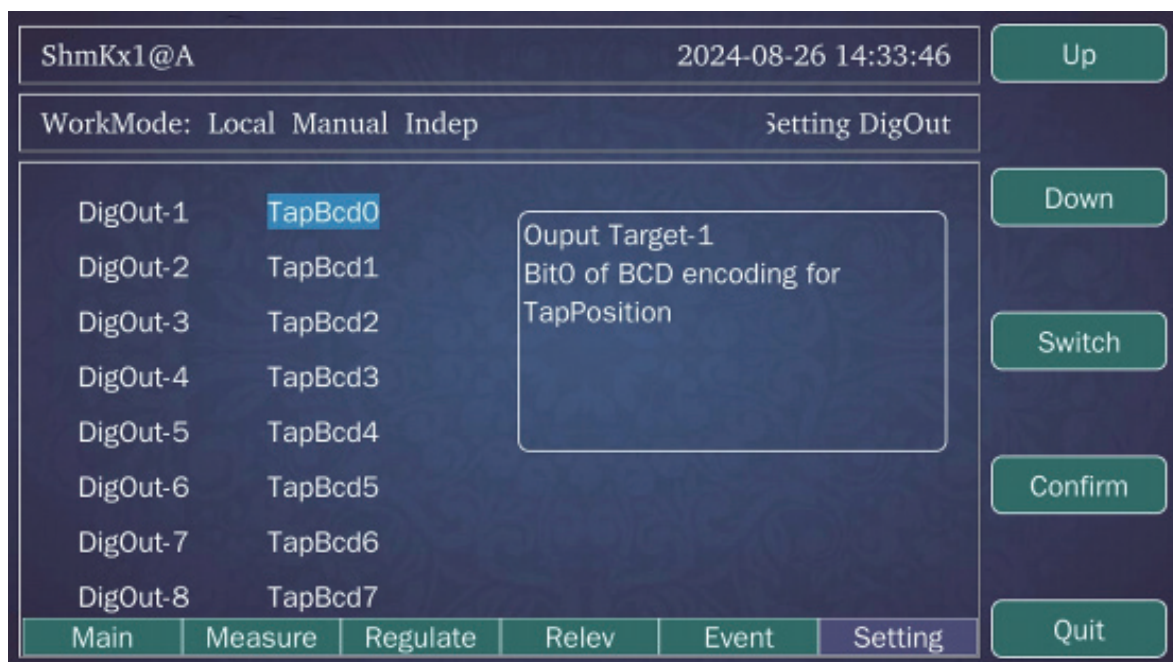 ShmKx1@A 2024-08-26 14:33:46
WorkMode: Local Manual Indep Setting DigOut
DigOut-1 TapBcd0
DigOut-2 TapBcd1
DigOut-3 TapBcd2
DigOut-4 TapBcd3
DigOut-5 TapBcd4
DigOut-6 TapBcd5
DigOut-7 TapBcd6
DigOut-8 TapBcd7
Ouput Target-1
Bit0 of BCD encoding for
TapPosition
Main Measure Regulate Relev Event Setting
Up
Down
Switch
Confirm
Quit